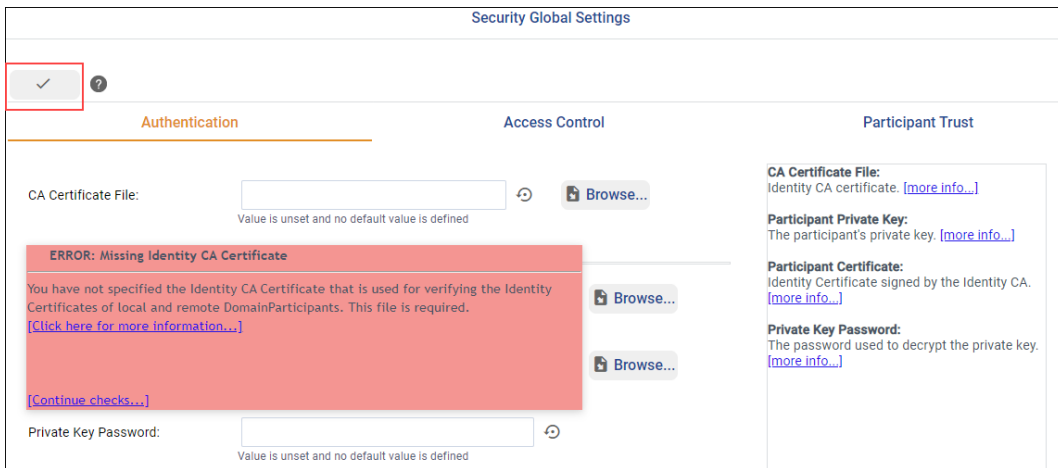 Security Global Settings
?
Authentication
Access Control
Participant Trust
CA Certificate File:
Browse...
Value is unset and no default value is defined
ERROR: Missing Identity CA Certificate
You have not specified the Identity CA Certificate that is used for verifying the Identity
Certificates of local and remote DomainParticipants. This file is required.
[Click here for more information...]
[Continue checks...]
Browse...
Browse...
Private Key Password:
Value is unset and no default value is defined
CA Certificate File:
Identity CA certificate. [more info...]
Participant Private Key:
The participant's private key. [more info...]
Participant Certificate:
Identity Certificate signed by the Identity CA.
[more info...]
Private Key Password:
The password used to decrypt the private key.
[more info...]